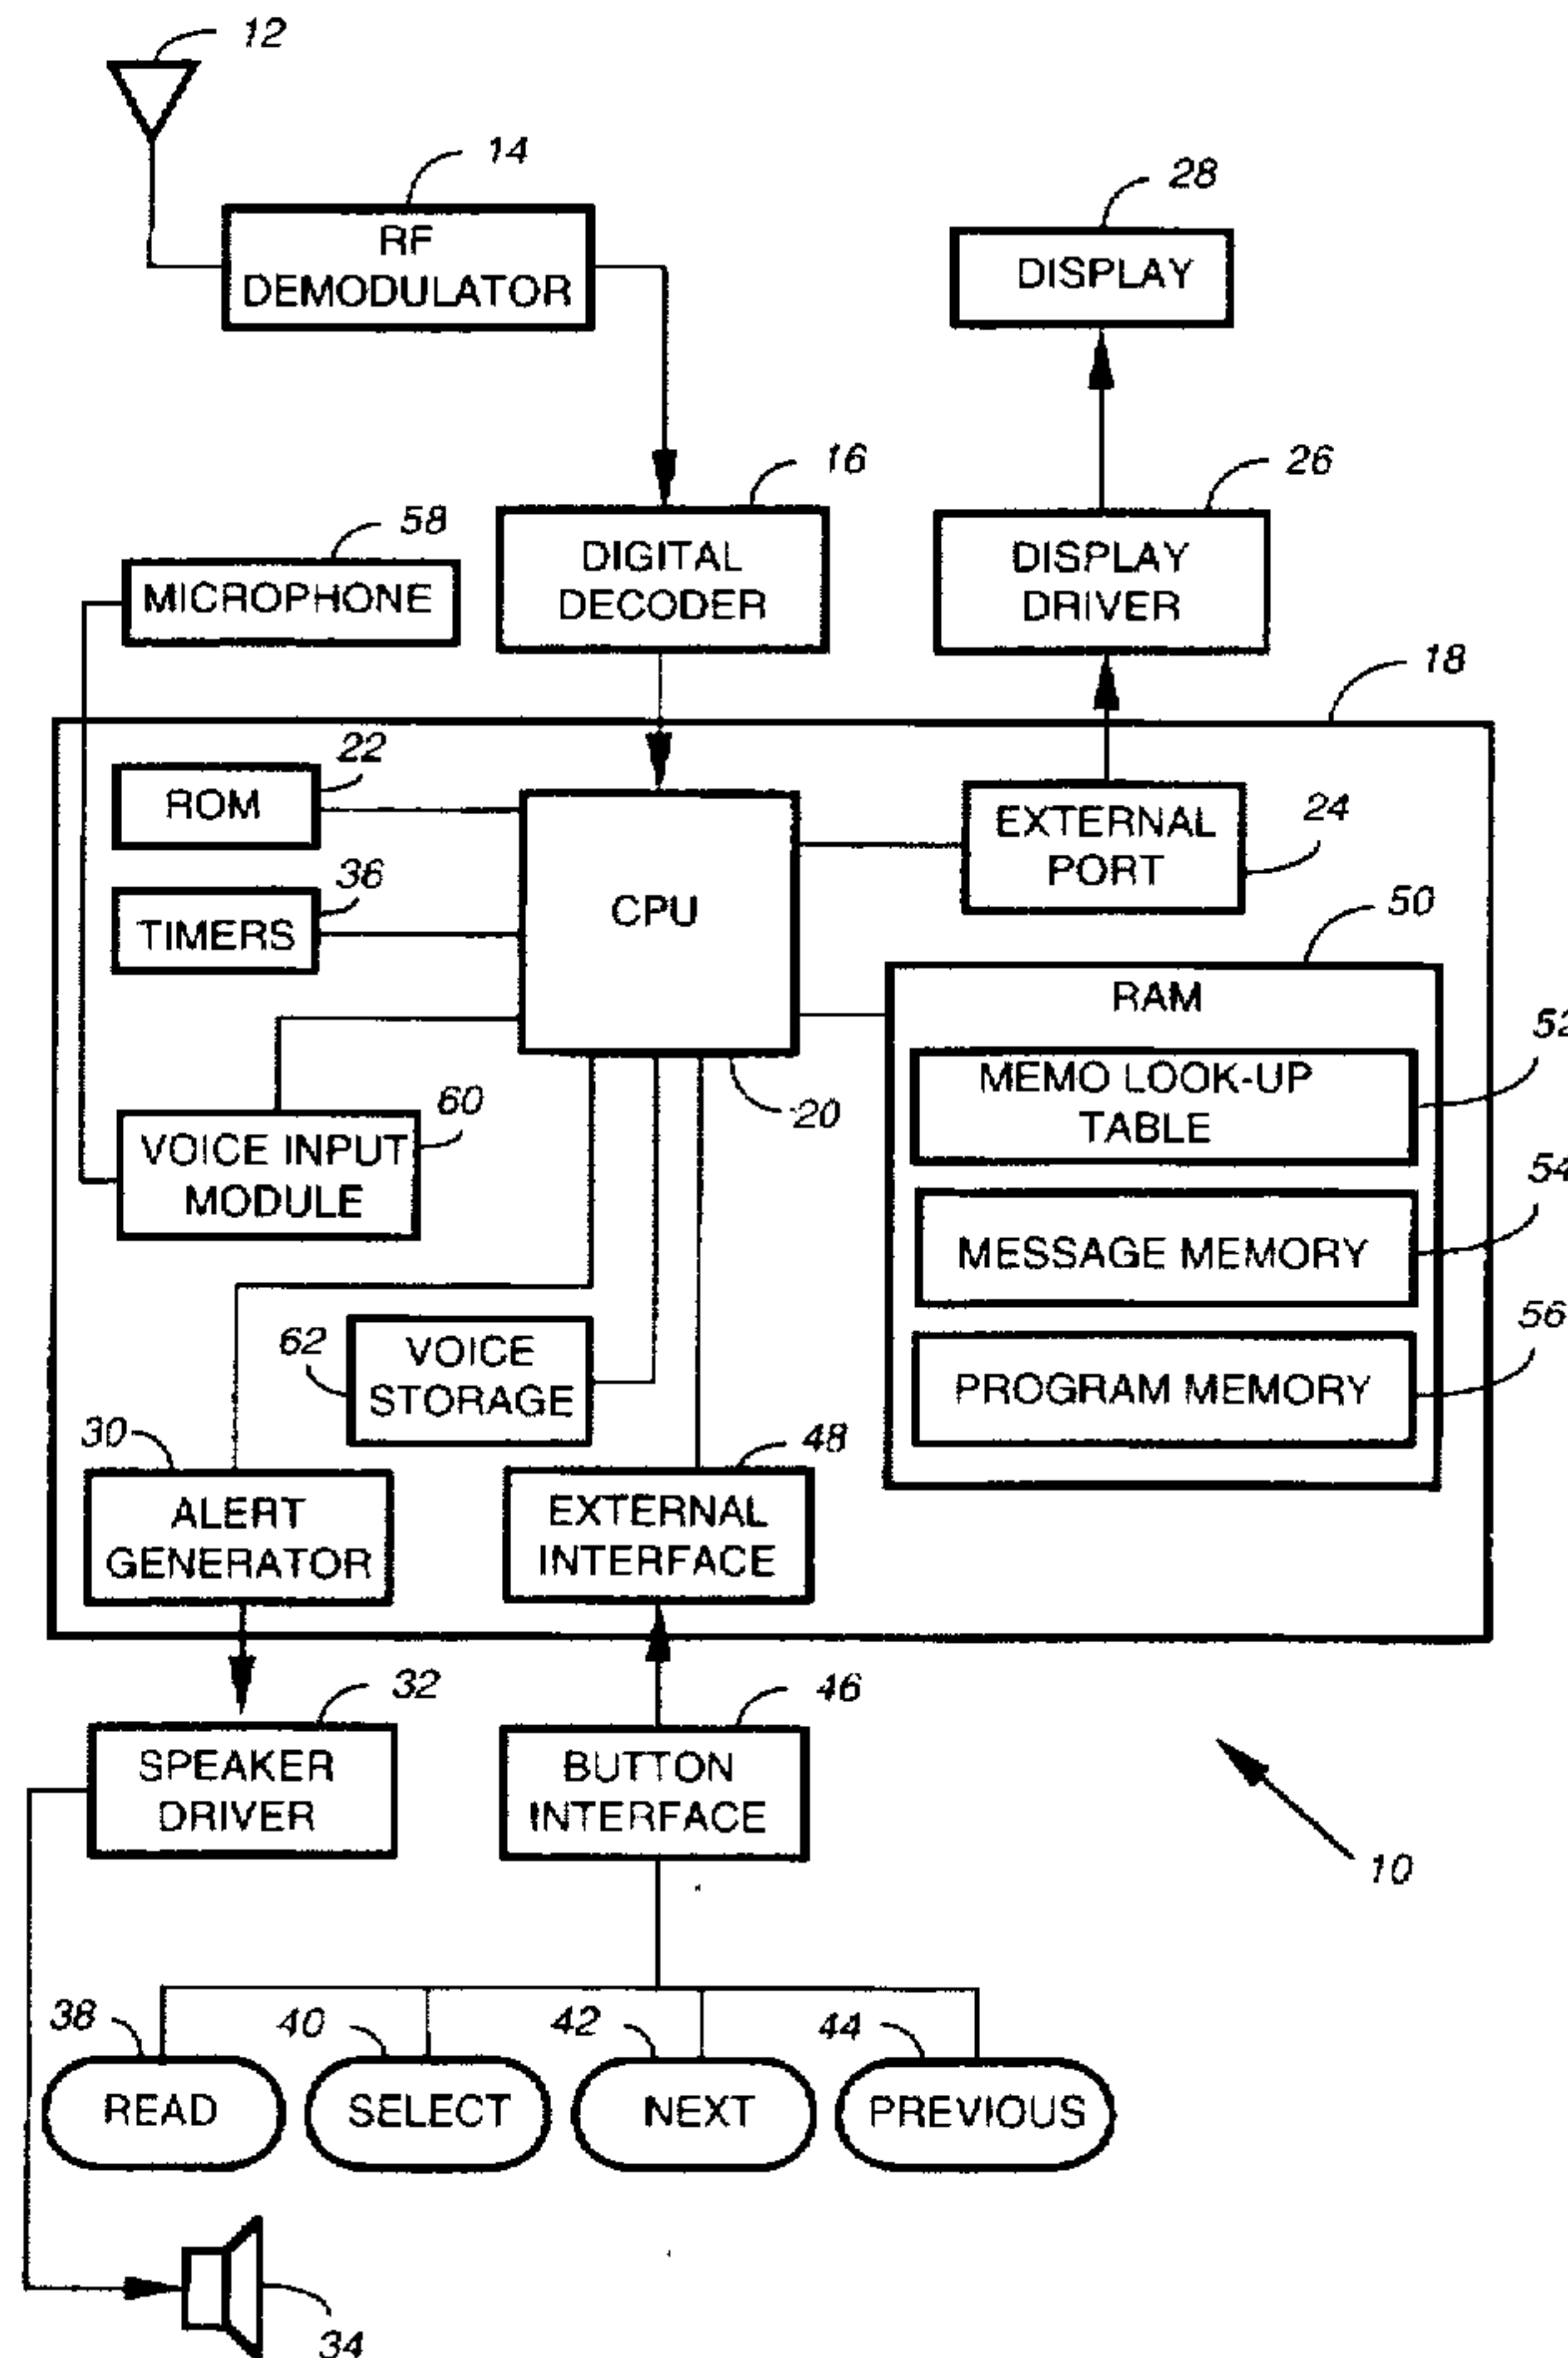 12
14
RF
DEMODULATOR
28
DISPLAY
16
DIGITAL
DECODER
26
DISPLAY
DRIVER
58
MICROPHONE
18
22
ROM
36
TIMERS
CPU
20
EXTERNAL
PORT
24
50
RAM
52
MEMO LOOK-UP
TABLE
54
MESSAGE MEMORY
56
PROGRAM MEMORY
60
VOICE INPUT
MODULE
62
VOICE
STORAGE
30
ALERT
GENERATOR
48
EXTERNAL
INTERFACE
32
SPEAKER
DRIVER
46
BUTTON
INTERFACE
10
38
READ
40
SELECT
42
NEXT
44
PREVIOUS
34